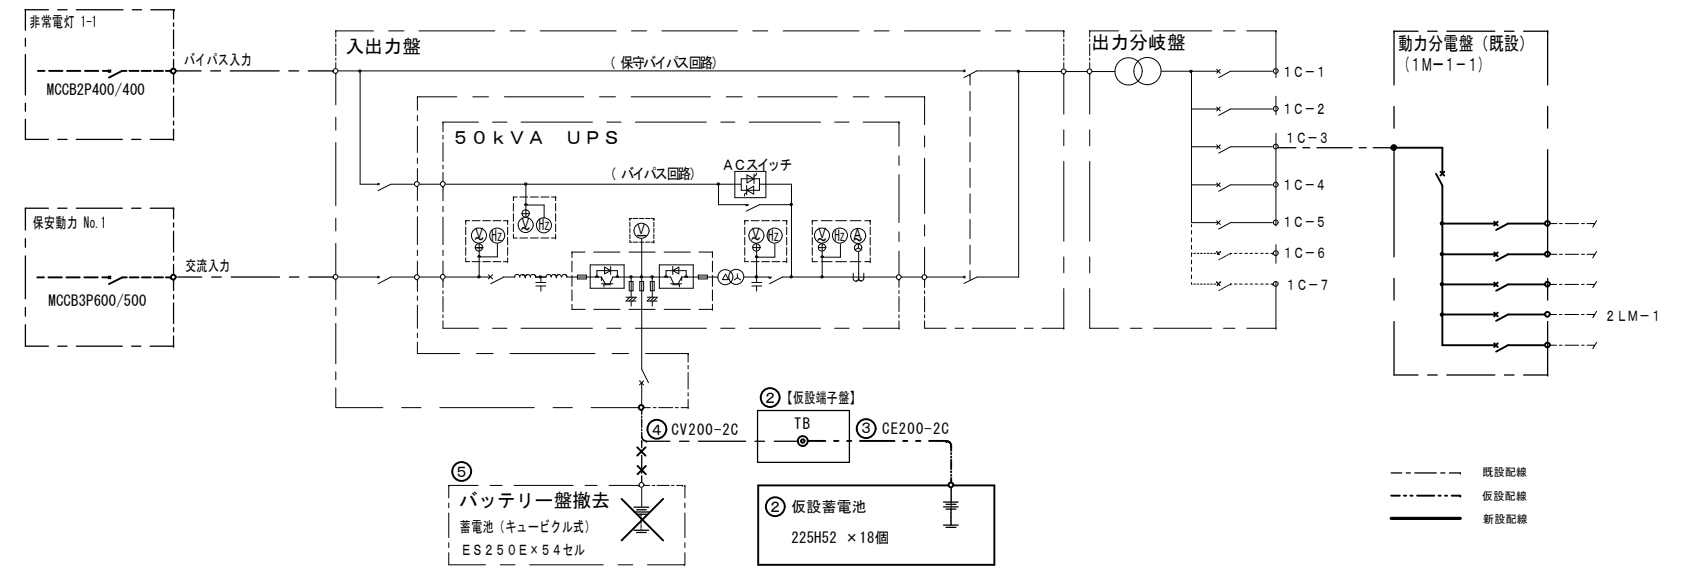 非常電灯 1-1
MCCB2P400/400
バイパス入力
保安動力 No.1
MCCB3P600/500
交流入力
入出力盤
(保守バイパス回路)
50kVA UPS
(バイパス回路)
ACスイッチ
V
Hz
V
Hz
V
V
Hz
V
Hz
A
出力分岐盤
1C-1
1C-2
1C-3
1C-4
1C-5
1C-6
1C-7
動力分電盤(既設)
(1M-1-1)
2LM-1
②【仮設端子盤】
TB
④ CV200-2C
③ CE200-2C
⑤
バッテリー盤撤去
蓄電池(キュービクル式)
ES250E×54セル
② 仮設蓄電池
225H52 ×18個
既設配線
仮設配線
新設配線